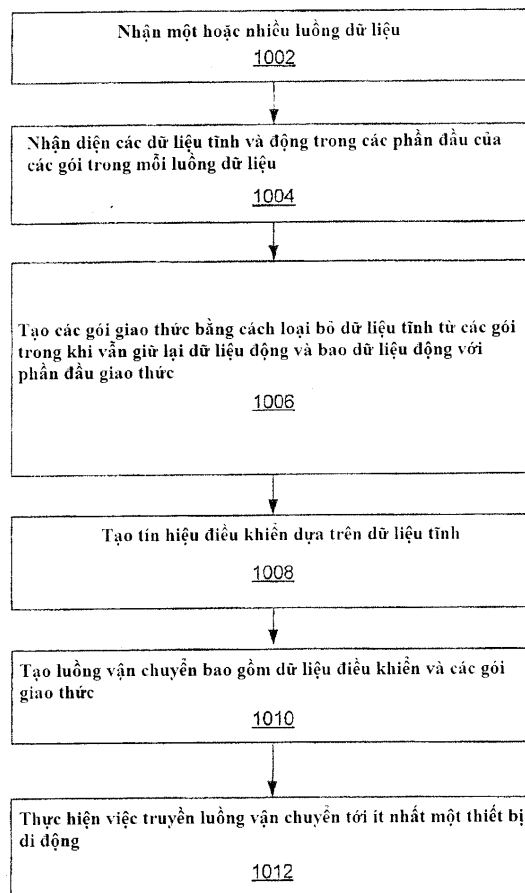 Nhận một hoặc nhiều luồng dữ liệu
1002
Nhận diện các dữ liệu tĩnh và động trong các phần đầu của
các gói trong mỗi luồng dữ liệu
1004
Tạo các gói giao thức bằng cách loại bỏ dữ liệu tĩnh từ các gói
trong khi vẫn giữ lại dữ liệu động và bao dữ liệu động với
phần đầu giao thức
1006
Tạo tín hiệu điều khiển dựa trên dữ liệu tĩnh
1008
Tạo luồng vận chuyển bao gồm dữ liệu điều khiển và các gói
giao thức
1010
Thực hiện việc truyền luồng vận chuyển tới ít nhất một thiết bị
di động
1012